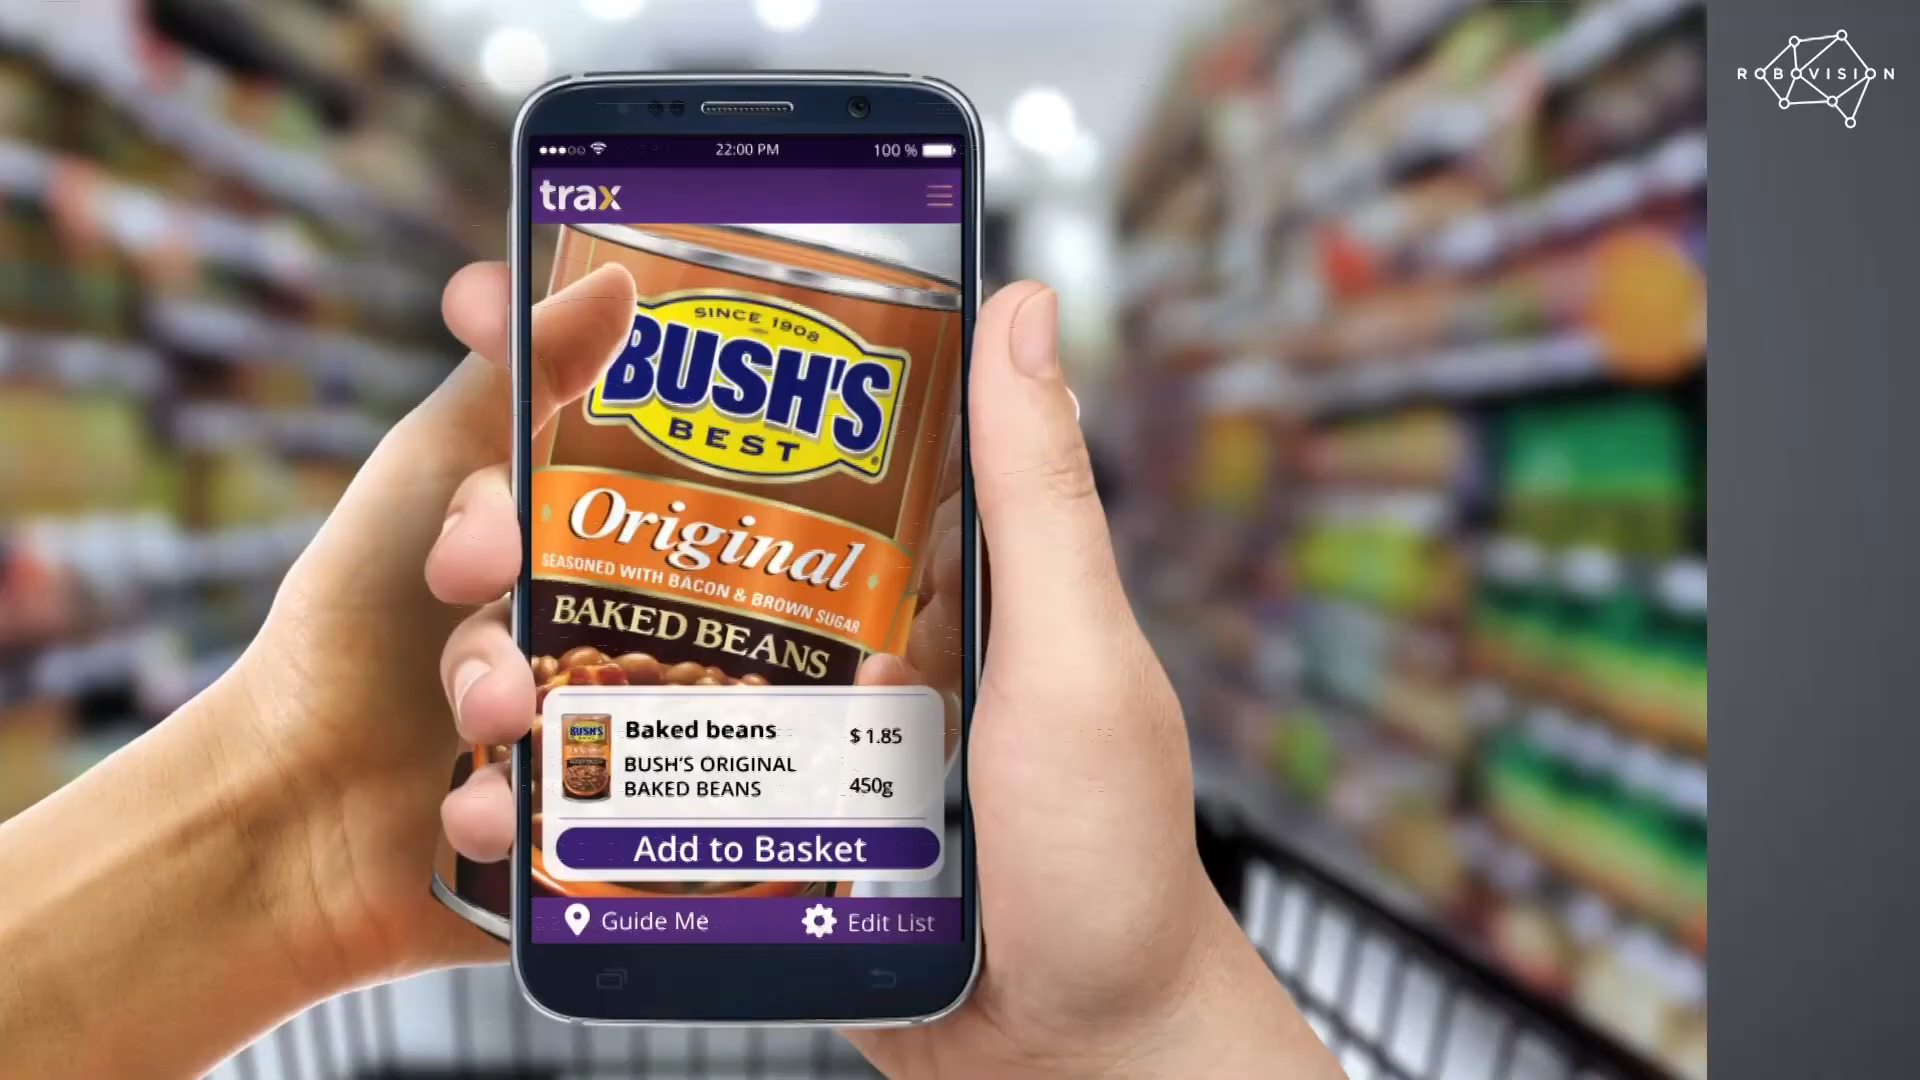 ROBOVISION
22:00 PM
100 %
trax
SINCE 1908
BUSH'S
BEST
Original
SEASONED WITH BACON & BROWN SUGAR
BAKED BEANS
BUSH'S
Baked beans
$ 1.85
BUSH'S ORIGINAL
BAKED BEANS
450g
Add to Basket
Guide Me
Edit List